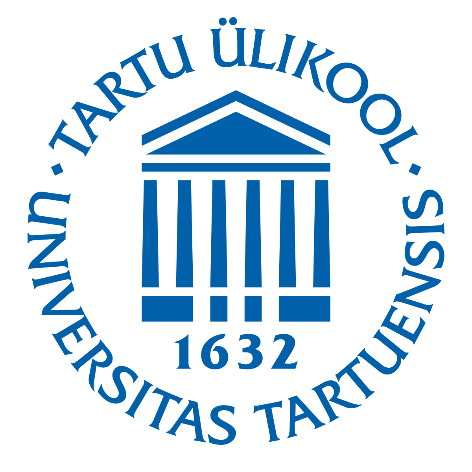 · TARTU ÜLIKOOL ·
1632
UNIVERSITAS TARTUENSIS